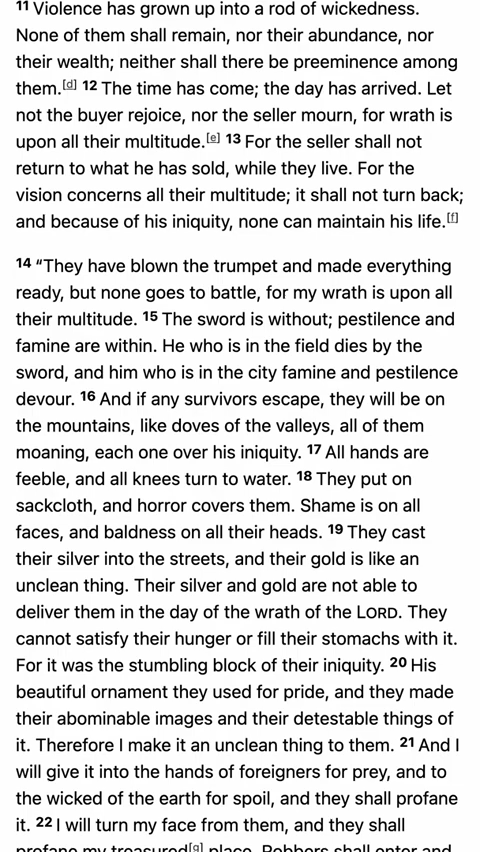 11 Violence has grown up into a rod of wickedness.
None of them shall remain, nor their abundance, nor
their wealth; neither shall there be preeminence among
them.[d] 12 The time has come; the day has arrived. Let
not the buyer rejoice, nor the seller mourn, for wrath is
upon all their multitude.[e] 13 For the seller shall not
return to what he has sold, while they live. For the
vision concerns all their multitude; it shall not turn back;
and because of his iniquity, none can maintain his life.[f]
14 “They have blown the trumpet and made everything
ready, but none goes to battle, for my wrath is upon all
their multitude. 15 The sword is without; pestilence and
famine are within. He who is in the field dies by the
sword, and him who is in the city famine and pestilence
devour. 16 And if any survivors escape, they will be on
the mountains, like doves of the valleys, all of them
moaning, each one over his iniquity. 17 All hands are
feeble, and all knees turn to water. 18 They put on
sackcloth, and horror covers them. Shame is on all
faces, and baldness on all their heads. 19 They cast
their silver into the streets, and their gold is like an
unclean thing. Their silver and gold are not able to
deliver them in the day of the wrath of the LORD. They
cannot satisfy their hunger or fill their stomachs with it.
For it was the stumbling block of their iniquity. 20 His
beautiful ornament they used for pride, and they made
their abominable images and their detestable things of
it. Therefore I make it an unclean thing to them. 21 And I
will give it into the hands of foreigners for prey, and to
the wicked of the earth for spoil, and they shall profane
it. 22 I will turn my face from them, and they shall
profane my treasured[g] place. Robbers shall enter and